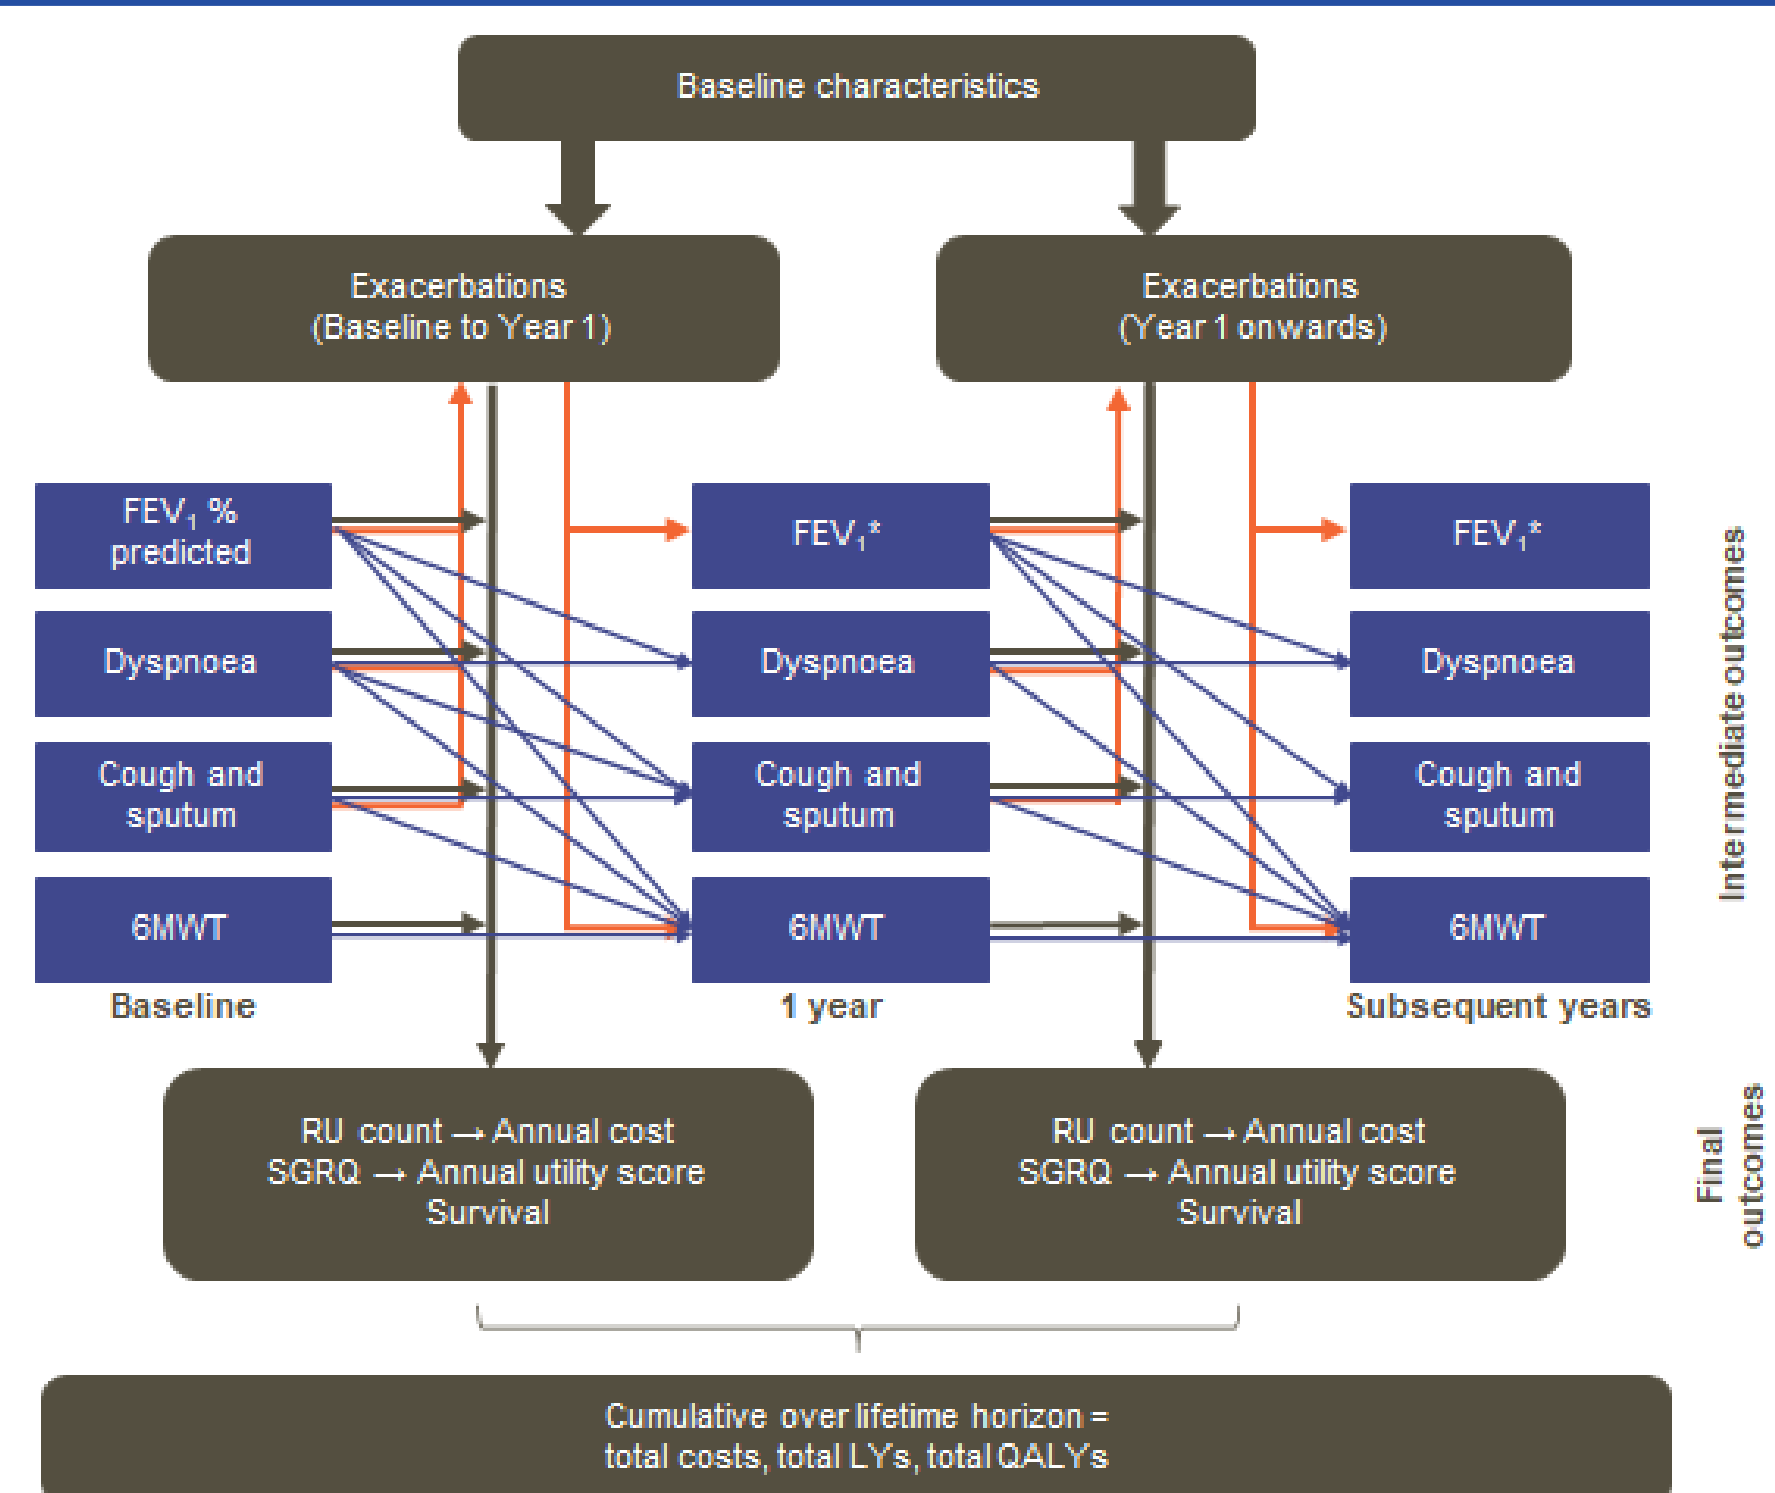 Baseline characteristics
Exacerbations
(Baseline to Year 1)
Exacerbations
(Year 1 onwards)
FEV₁ %
predicted
Dyspnoea
Cough and
sputum
6MWT
Baseline
FEV₁*
Dyspnoea
Cough and
sputum
6MWT
1 year
FEV₁*
Dyspnoea
Cough and
sputum
6MWT
Subsequent years
Intermediate outcomes
RU count → Annual cost
SGRQ → Annual utility score
Survival
RU count → Annual cost
SGRQ → Annual utility score
Survival
Final
outcomes
Cumulative over lifetime horizon =
total costs, total LYs, total QALYs